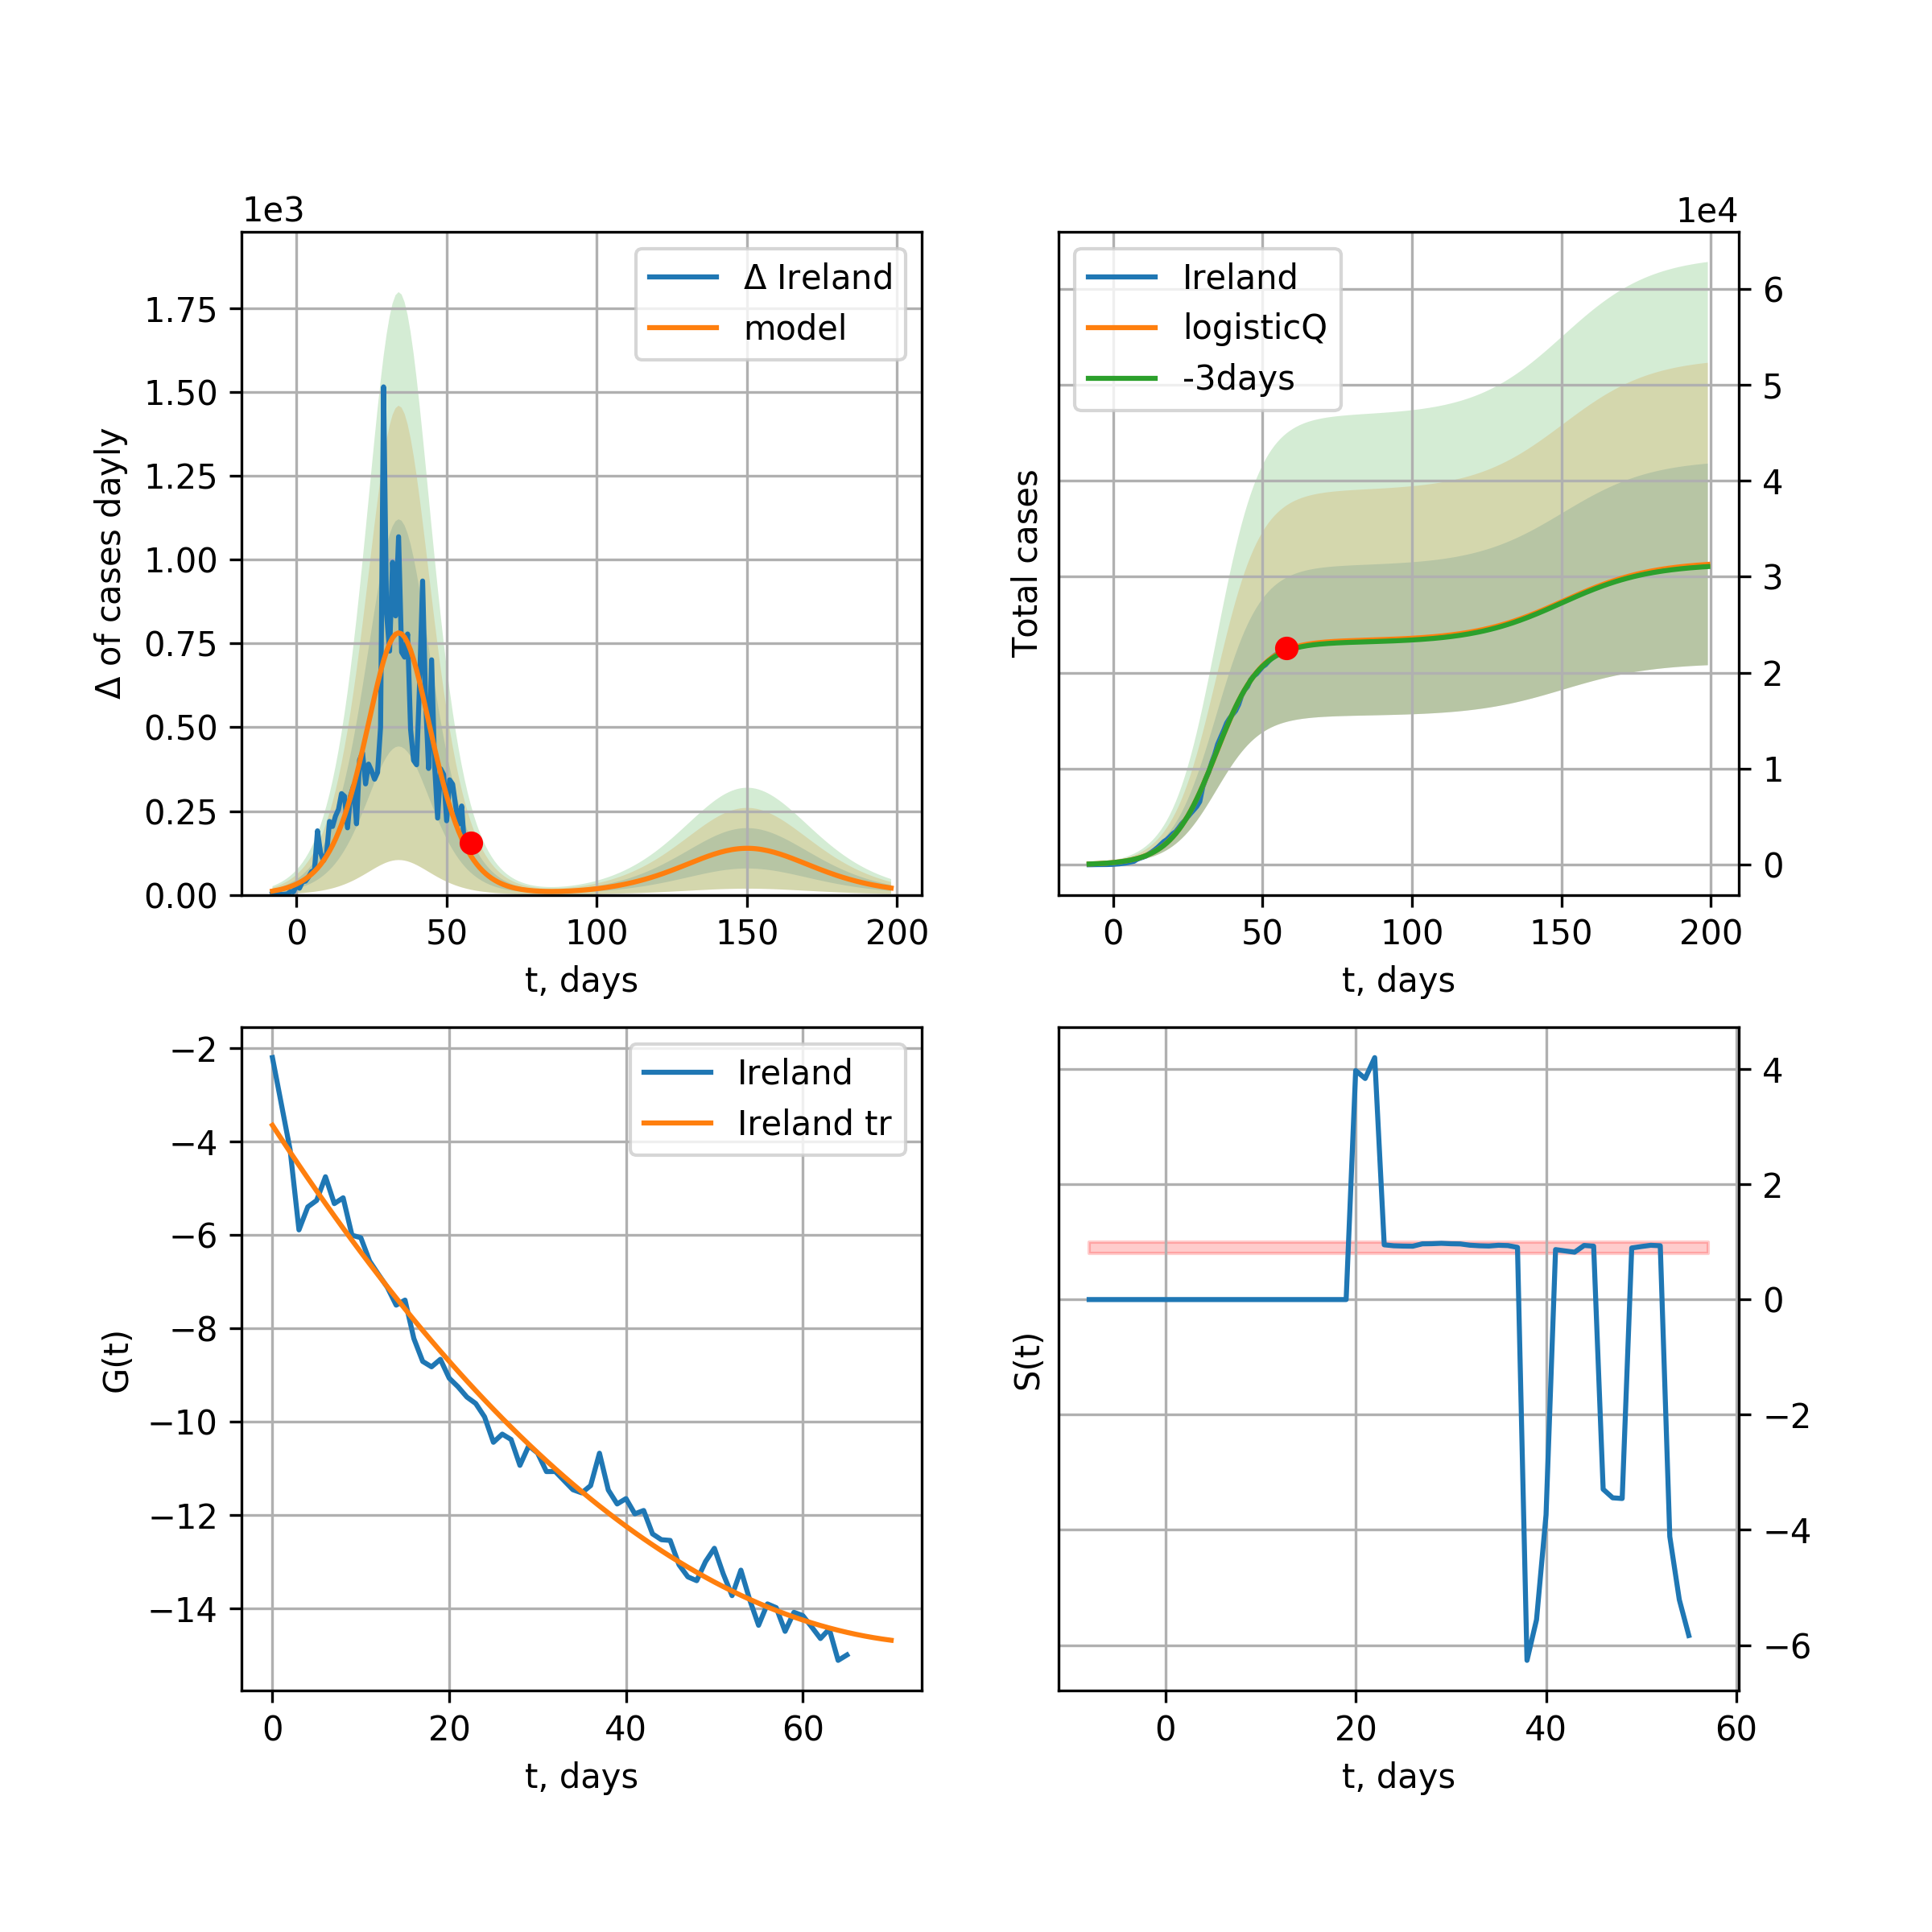 1e3
Δ of cases dayly
1.75
1.50
1.25
1.00
0.75
0.50
0.25
0.00
Δ Ireland
model
0 50 100 150 200
t, days
1e4
Total cases
Ireland
logisticQ
-3days
6
5
4
3
2
1
0
0 50 100 150 200
t, days
G(t)
−2
−4
−6
−8
−10
−12
−14
Ireland
Ireland tr
0 20 40 60
t, days
S(t)
4
2
0
−2
−4
−6
0 20 40 60
t, days